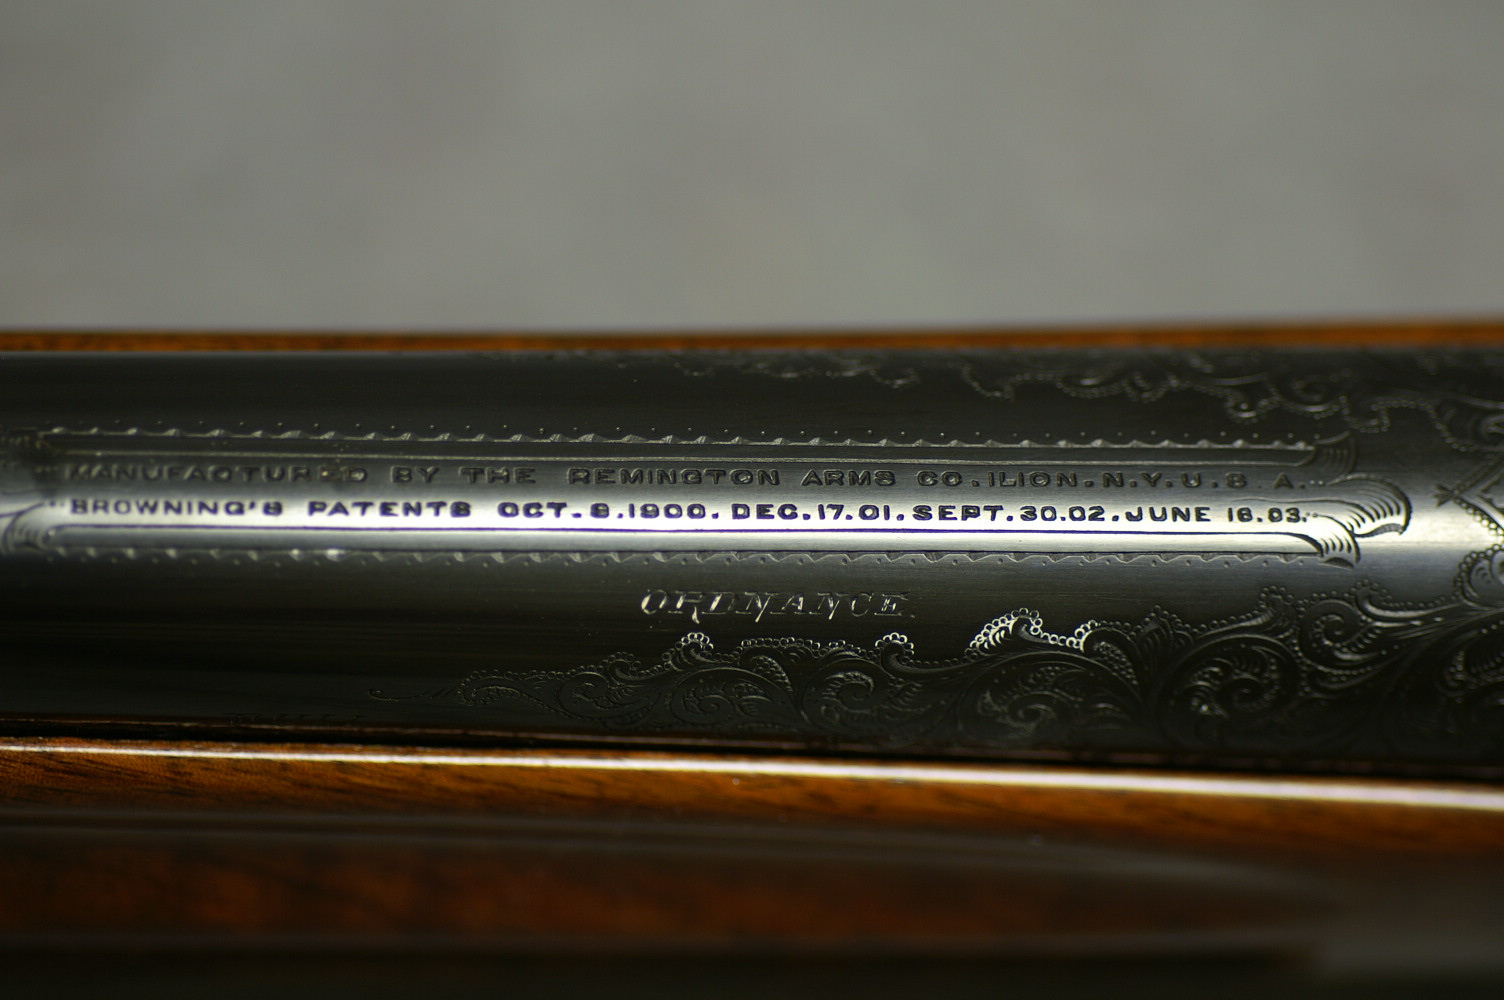 MANUFACTURED BY THE REMINGTON ARMS CO. ILION. N.Y. U.S.A.
BROWNING'S PATENTS OCT. 9. 1900. DEC. 17. 01. SEPT. 30. 02. JUNE 16. 03.
ORDNANCE